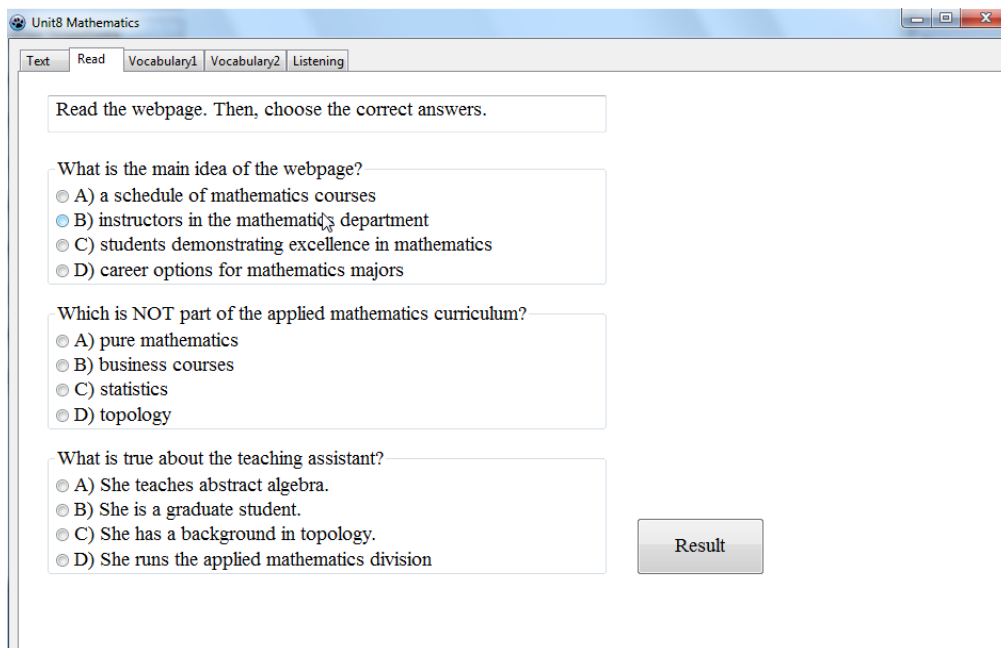 Unit8 Mathematics
Text Read Vocabulary1 Vocabulary2 Listening
Read the webpage. Then, choose the correct answers.
What is the main idea of the webpage?
A) a schedule of mathematics courses
B) instructors in the mathematics department
C) students demonstrating excellence in mathematics
D) career options for mathematics majors
Which is NOT part of the applied mathematics curriculum?
A) pure mathematics
B) business courses
C) statistics
D) topology
What is true about the teaching assistant?
A) She teaches abstract algebra.
B) She is a graduate student.
C) She has a background in topology.
D) She runs the applied mathematics division
Result